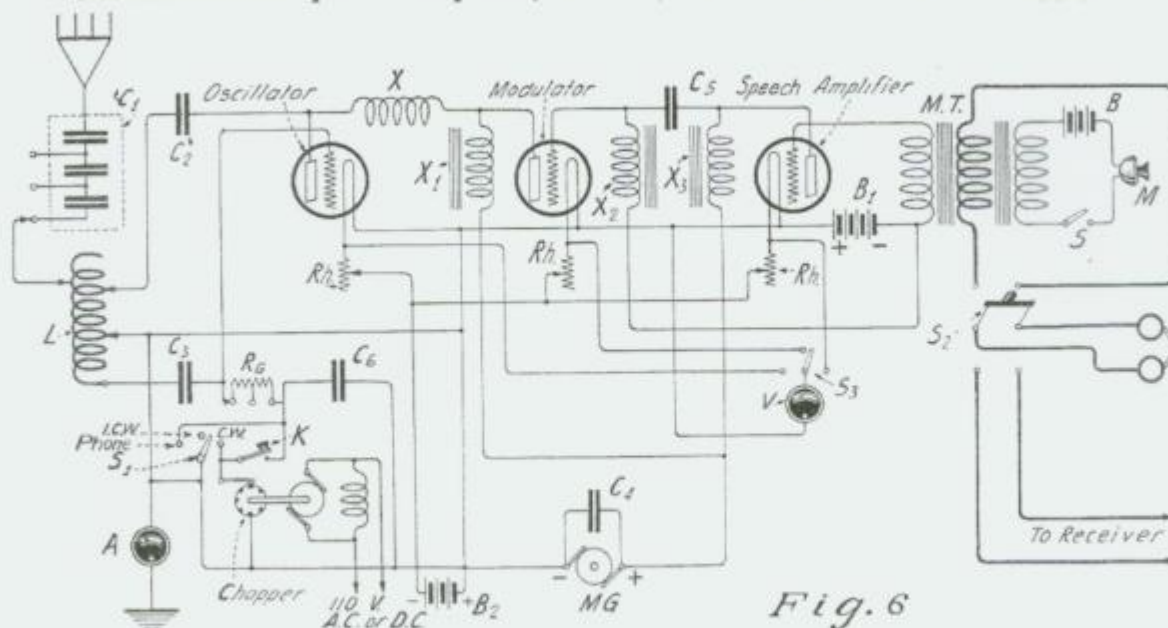 Oscillator
X
Modulator
C5
Speech Amplifier
M.T.
B
C1
C2
X1
X2
X3
B1
+ -
M
S
Rh.
Rh.
Rh.
L
C3
RG
C6
S2
V
S3
I.C.W.
Phone
C.W.
K
S1
A
Chopper
110 V.
A.C. or D.C.
- + B2
C4
- +
MG
To Receiver
Fig. 6